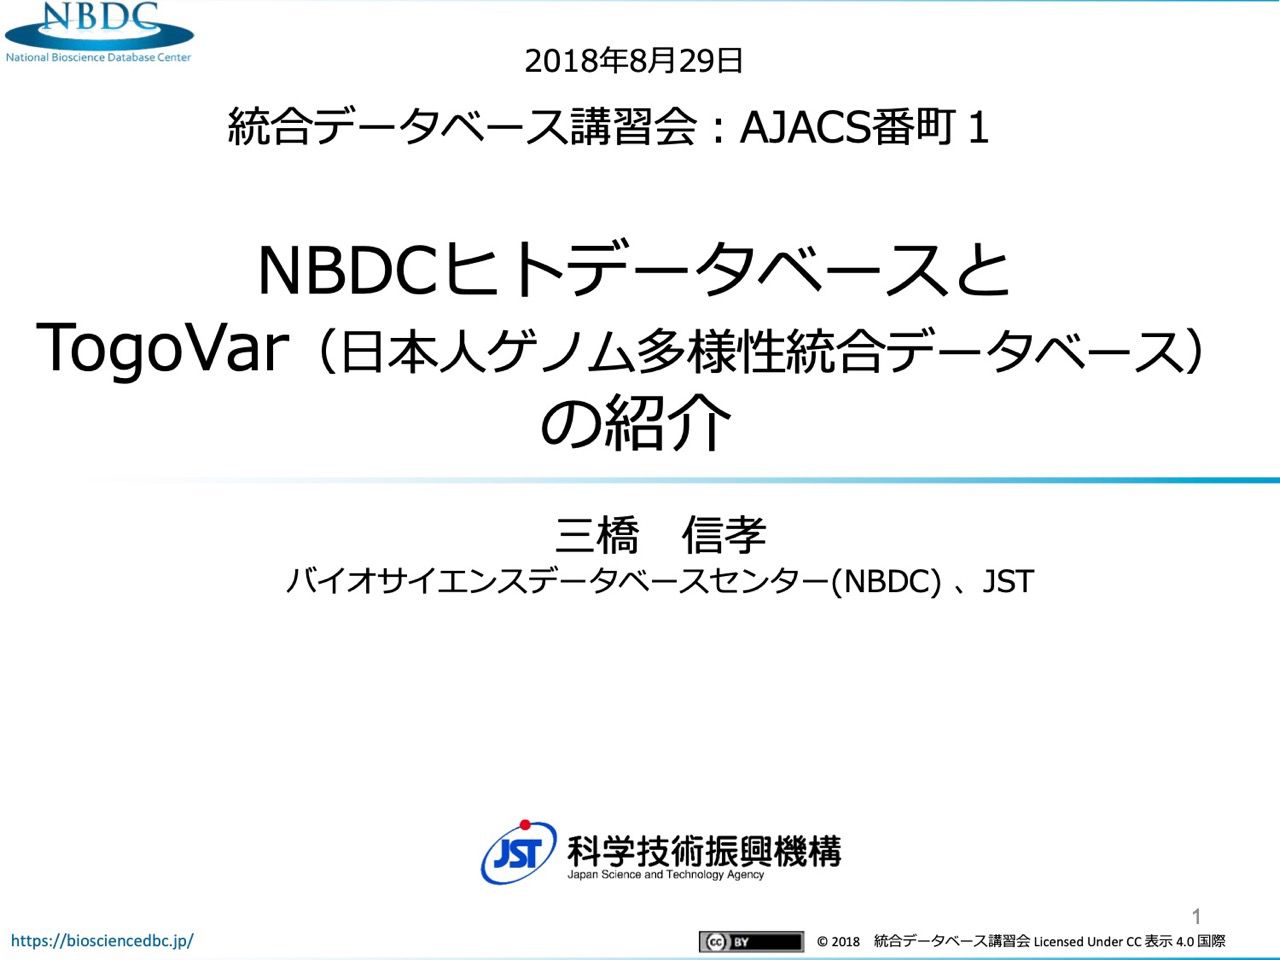 NBDC
National Bioscience Database Center
2018年8月29日
統合データベース講習会：AJACS番町１
NBDCヒトデータベースと
TogoVar（日本人ゲノム多様性統合データベース）
の紹介
三橋　信孝
バイオサイエンスデータベースセンター(NBDC) 、JST
JST 科学技術振興機構
Japan Science and Technology Agency
1
https://biosciencedbc.jp/
cc BY
© 2018　統合データベース講習会 Licensed Under CC 表示 4.0 国際